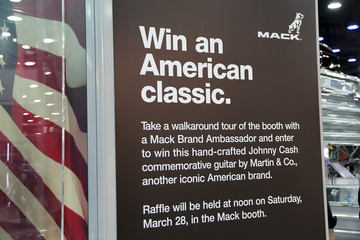 MACK.
Win an
American
classic.
Take a walkaround tour of the booth with
a Mack Brand Ambassador and enter
to win this hand-crafted Johnny Cash
commemorative guitar by Martin & Co.,
another iconic American brand.
Raffle will be held at noon on Saturday,
March 28, in the Mack booth.